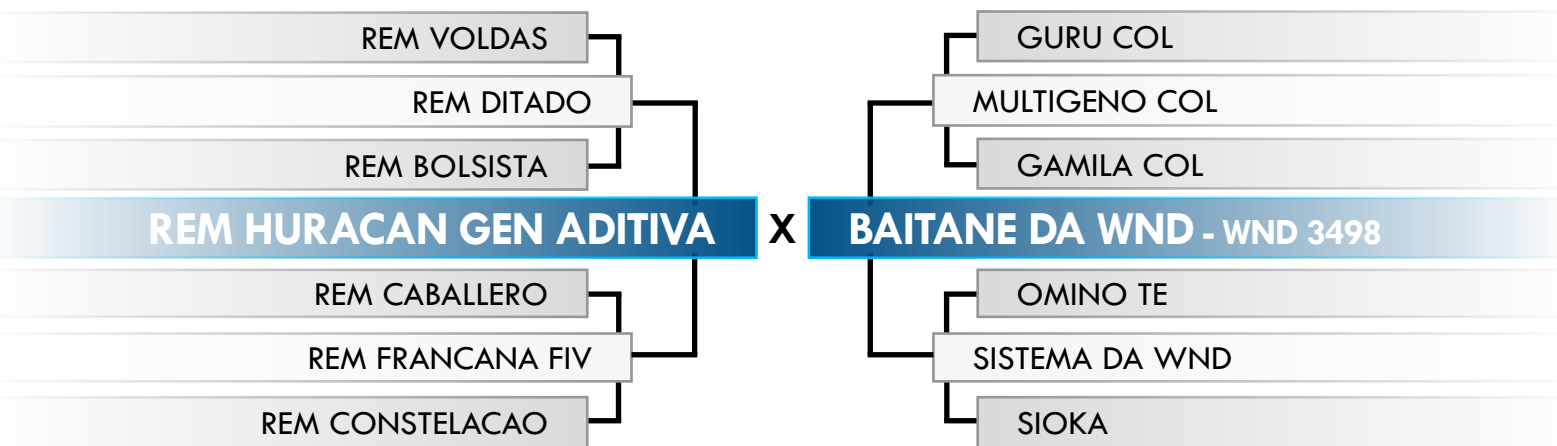 REM VOLDAS
GURU COL
REM DITADO
MULTIGENO COL
REM BOLSISTA
GAMILA COL
REM HURACAN GEN ADITIVA X BAITANE DA WND - WND 3498
REM CABALLERO
OMINO TE
REM FRANCANA FIV
SISTEMA DA WND
REM CONSTELACAO
SIOKA